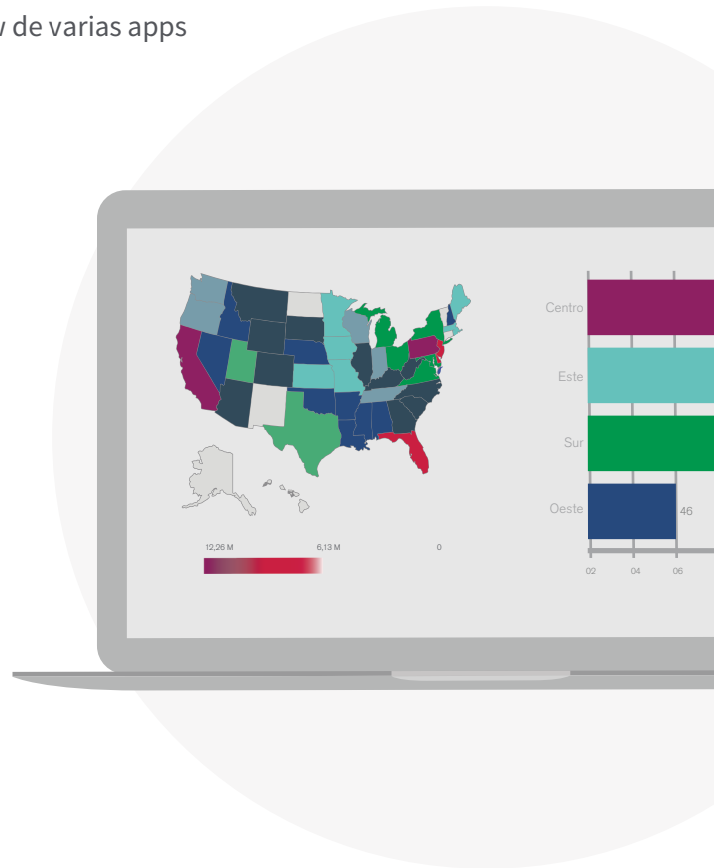 de varias apps
Centro
Este
Sur
Oeste
46
12,26 M
6,13 M
0
02
04
06